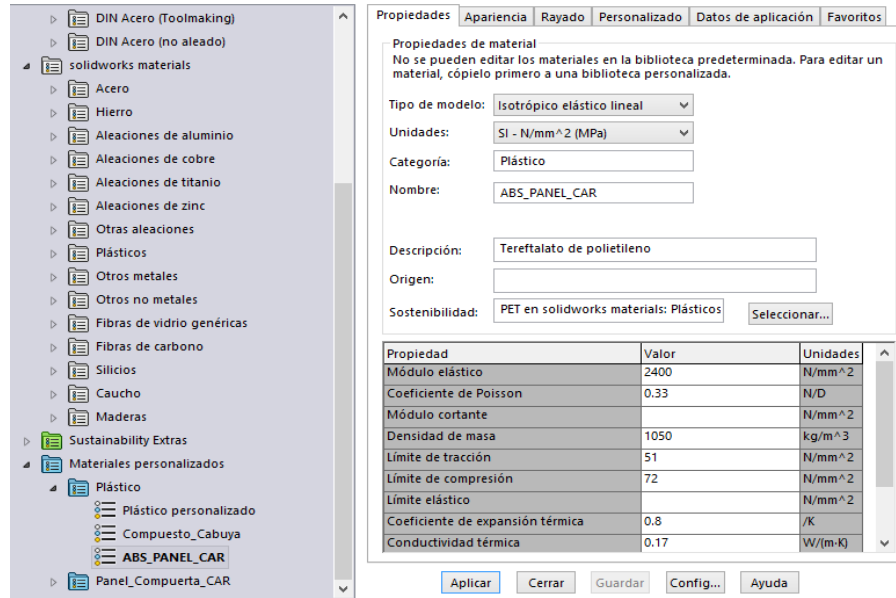 DIN Acero (Toolmaking)
DIN Acero (no aleado)
solidworks materials
Acero
Hierro
Aleaciones de aluminio
Aleaciones de cobre
Aleaciones de titanio
Aleaciones de zinc
Otras aleaciones
Plásticos
Otros metales
Otros no metales
Fibras de vidrio genéricas
Fibras de carbono
Silicios
Caucho
Maderas
Sustainability Extras
Materiales personalizados
Plástico
Plástico personalizado
Compuesto_Cabuya
ABS_PANEL_CAR
Panel_Compuerta_CAR
Propiedades Apariencia Rayado Personalizado Datos de aplicación Favoritos
Propiedades de material
No se pueden editar los materiales en la biblioteca predeterminada. Para editar un
material, cópielo primero a una biblioteca personalizada.
Tipo de modelo: Isotrópico elástico lineal
Unidades: SI - N/mm^2 (MPa)
Categoría: Plástico
Nombre: ABS_PANEL_CAR
Descripción: Tereftalato de polietileno
Origen:
Sostenibilidad: PET en solidworks materials: Plásticos Seleccionar...
Propiedad Valor Unidades
Módulo elástico 2400 N/mm^2
Coeficiente de Poisson 0.33 N/D
Módulo cortante N/mm^2
Densidad de masa 1050 kg/m^3
Límite de tracción 51 N/mm^2
Límite de compresión 72 N/mm^2
Límite elástico N/mm^2
Coeficiente de expansión térmica 0.8 /K
Conductividad térmica 0.17 W/(m·K)
Aplicar Cerrar Guardar Config... Ayuda